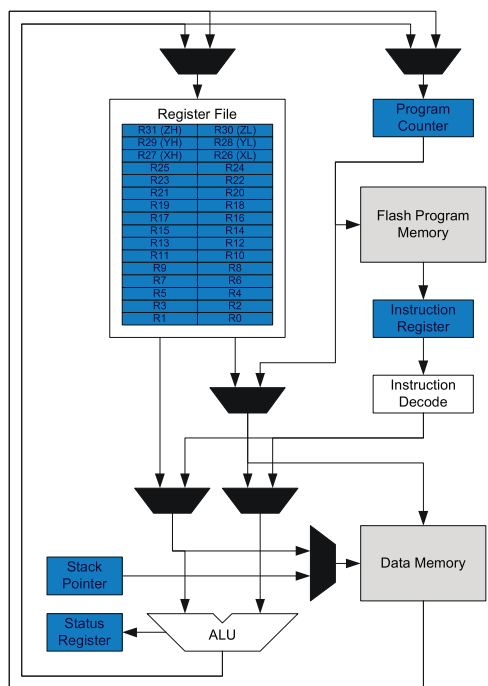 Register File
R31 (ZH) R30 (ZL)
R29 (YH) R28 (YL)
R27 (XH) R26 (XL)
R25 R24
R23 R22
R21 R20
R19 R18
R17 R16
R15 R14
R13 R12
R11 R10
R9 R8
R7 R6
R5 R4
R3 R2
R1 R0
Program
Counter
Flash Program
Memory
Instruction
Register
Instruction
Decode
Data Memory
Stack
Pointer
Status
Register
ALU